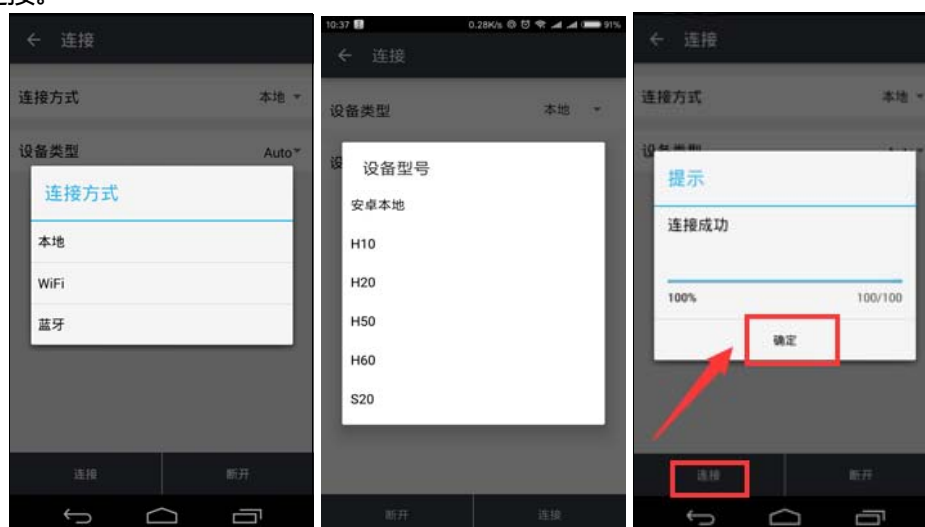 连接。
连接
连接方式
本地
设备类型
Auto
连接方式
本地
WiFi
蓝牙
连接
断开
10:37
0.28K/s
91%
连接
设备类型
本地
设
设备型号
安卓本地
H10
H20
H50
H60
S20
断开
连接
连接
连接方式
本地
提示
连接成功
100%
100/100
确定
连接
断开